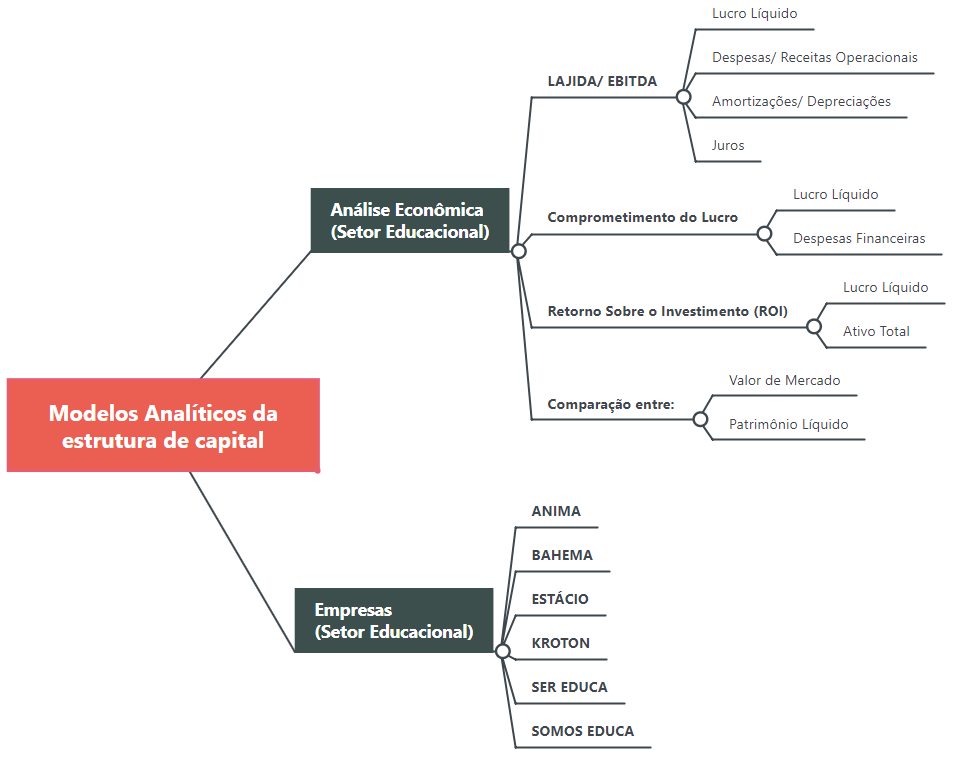 Modelos Analíticos da
estrutura de capital
Análise Econômica
(Setor Educacional)
LAJIDA/ EBITDA
Lucro Líquido
Despesas/ Receitas Operacionais
Amortizações/ Depreciações
Juros
Comprometimento do Lucro
Lucro Líquido
Despesas Financeiras
Retorno Sobre o Investimento (ROI)
Lucro Líquido
Ativo Total
Comparação entre:
Valor de Mercado
Patrimônio Líquido
Empresas
(Setor Educacional)
ANIMA
BAHEMA
ESTÁCIO
KROTON
SER EDUCA
SOMOS EDUCA